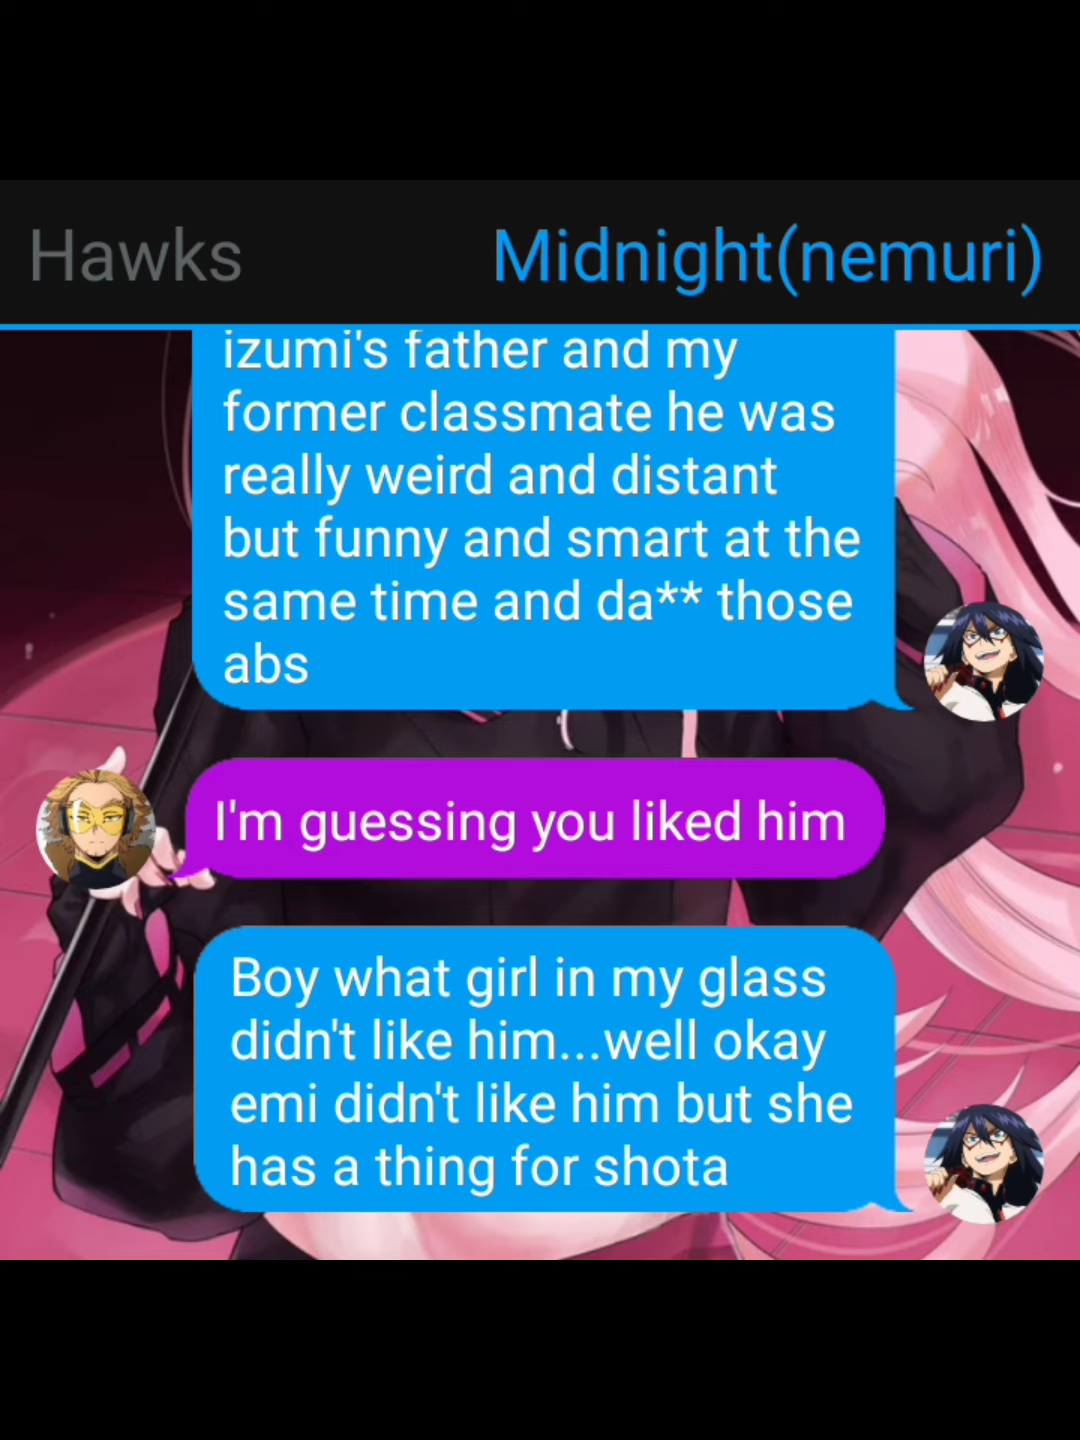 Hawks
Midnight(nemuri)
izumi's father and my
former classmate he was
really weird and distant
but funny and smart at the
same time and da** those
abs
I'm guessing you liked him
Boy what girl in my glass
didn't like him...well okay
emi didn't like him but she
has a thing for shota